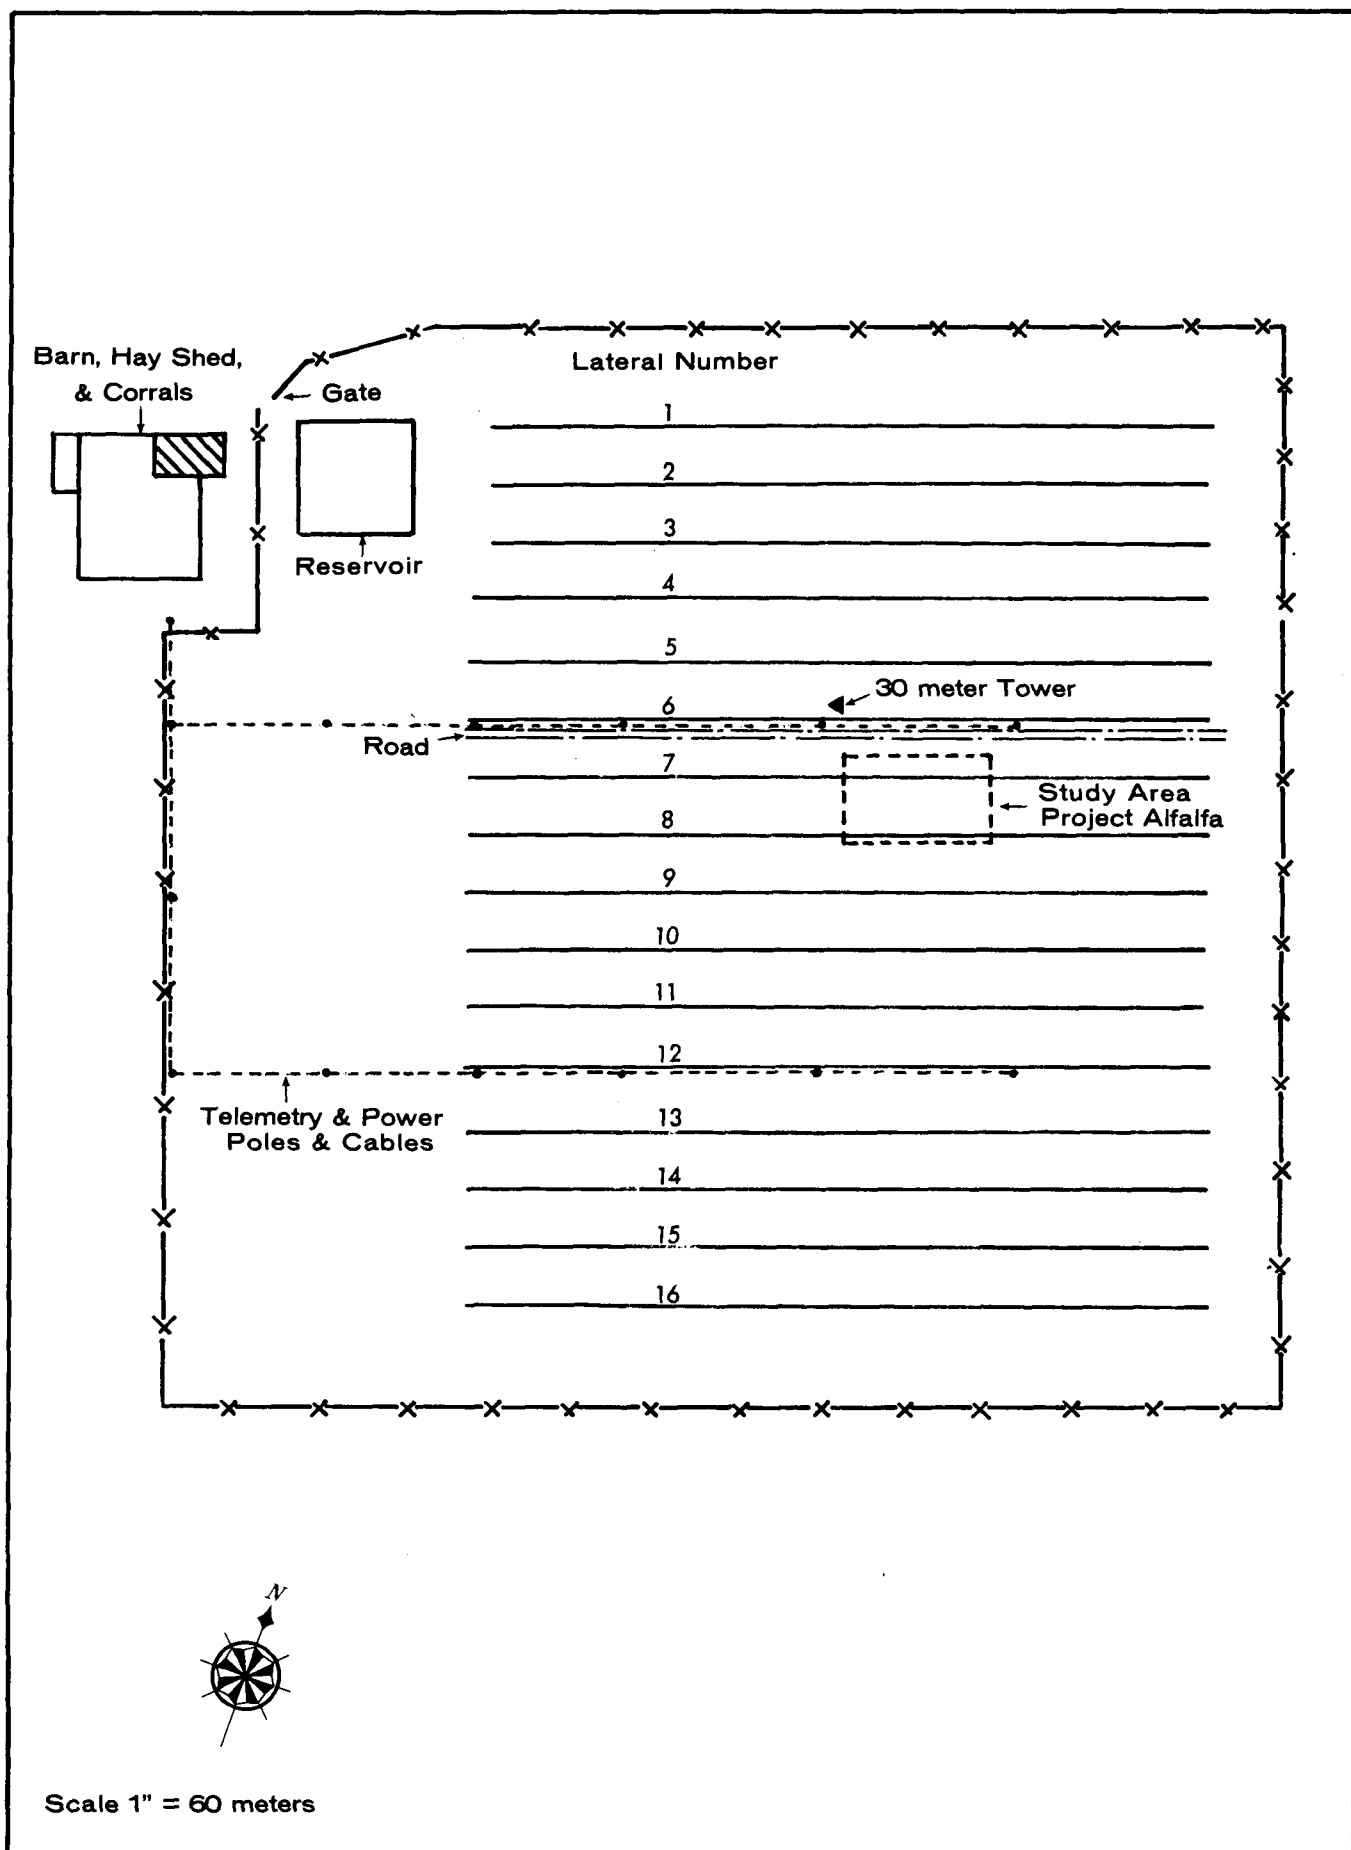 Barn, Hay Shed,
& Corrals
Gate
Lateral Number
1
2
3
Reservoir
4
5
30 meter Tower
6
Road
7
Study Area
Project Alfalfa
8
9
10
11
12
Telemetry & Power
Poles & Cables
13
14
15
16
N
Scale 1" = 60 meters